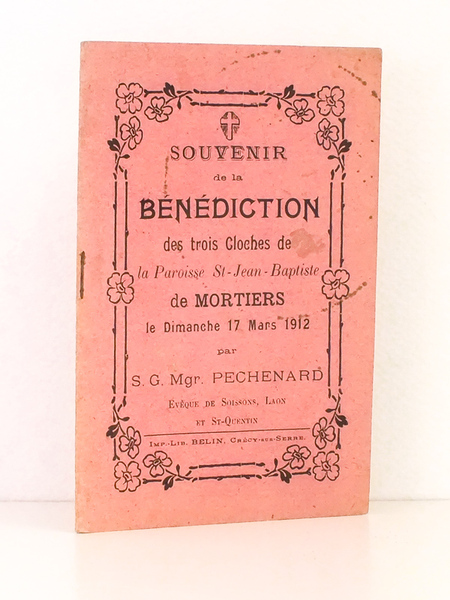 SOUVENIR
de la
BÉNÉDICTION
des trois Cloches de
la Paroisse St-Jean-Baptiste
de MORTIERS
le Dimanche 17 Mars 1912
par
S. G. Mgr. PECHENARD
Evêque de Soissons, Laon
et St-Quentin
Imp.-Lib. BELIN, Crécy-sur-Serre.